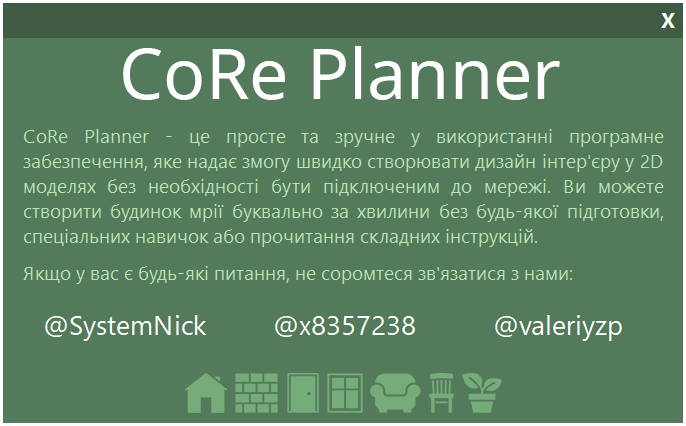 X
CoRe Planner
CoRe Planner - це просте та зручне у використанні програмне
забезпечення, яке надає змогу швидко створювати дизайн інтер'єру у 2D
моделях без необхідності бути підключеним до мережі. Ви можете
створити будинок мрії буквально за хвилини без будь-якої підготовки,
спеціальних навичок або прочитання складних інструкцій.
Якщо у вас є будь-які питання, не соромтеся зв'язатися з нами:
@SystemNick @x8357238 @valeriyzp